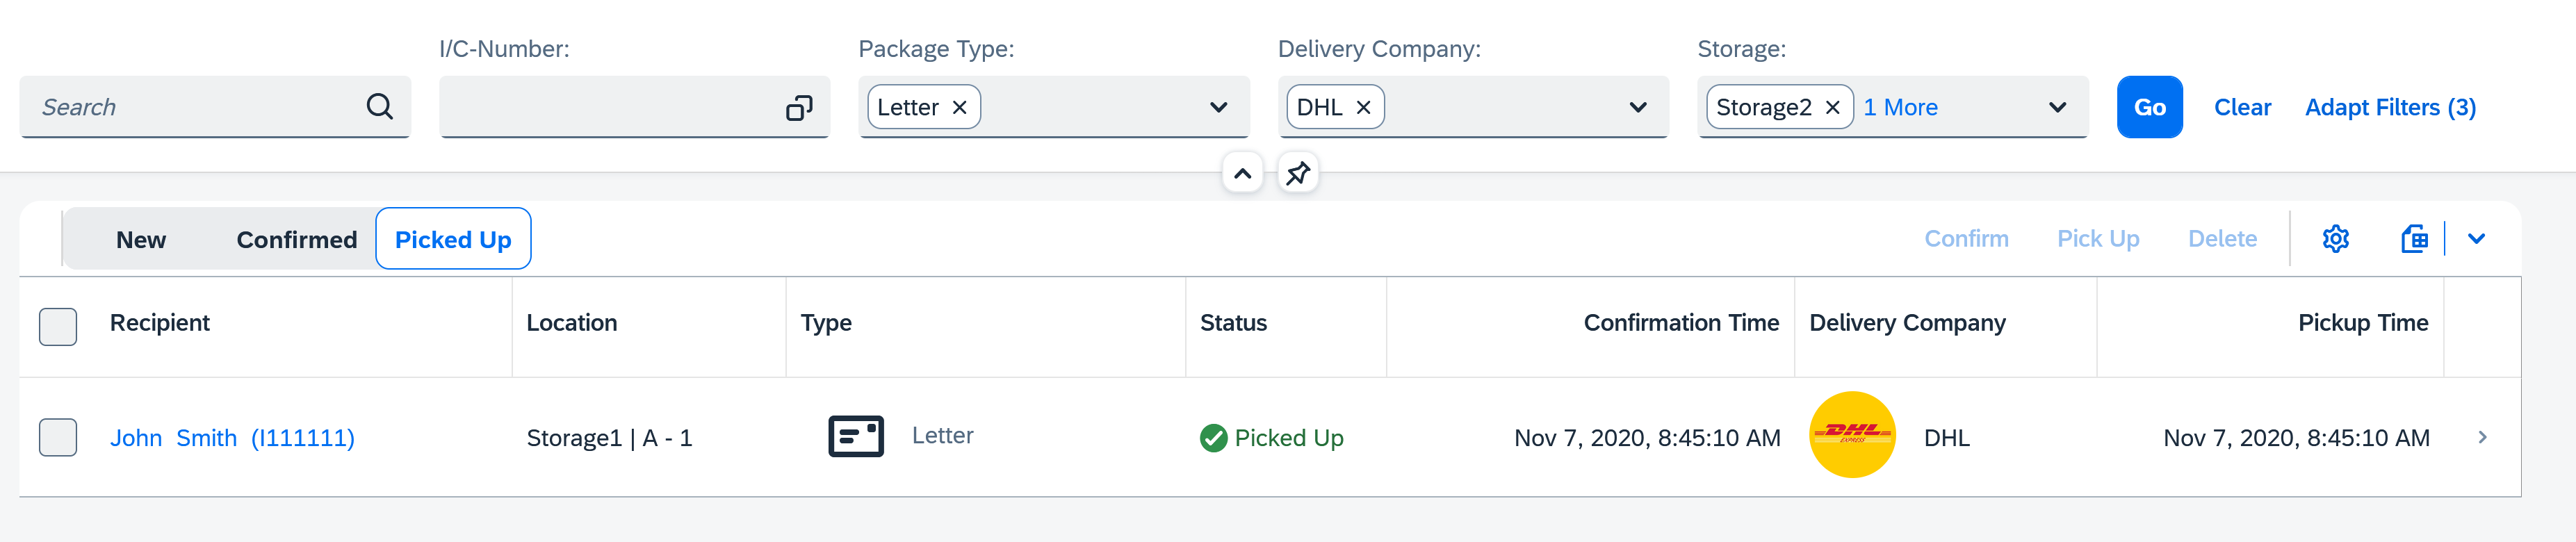 I/C-Number: Package Type: Delivery Company: Storage:
Search Letter DHL Storage2 1 More Go Clear Adapt Filters (3)
New Confirmed Picked Up Confirm Pick Up Delete
Recipient Location Type Status Confirmation Time Delivery Company Pickup Time
John Smith (I111111) Storage1 | A - 1 Letter Picked Up Nov 7, 2020, 8:45:10 AM DHL EXPRESS DHL Nov 7, 2020, 8:45:10 AM